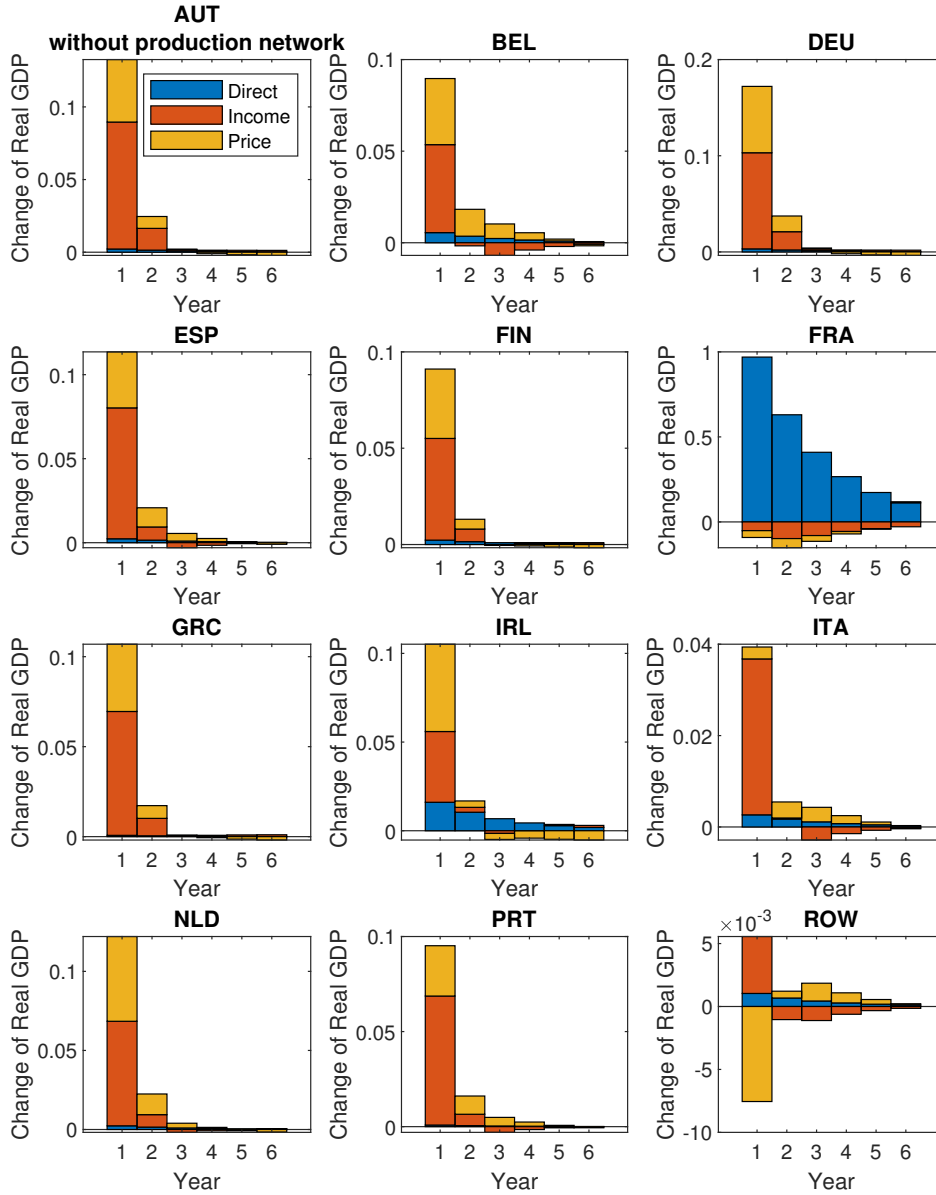 AUT
without production network
BEL
DEU
Change of Real GDP
0.1
0.05
0
Direct
Income
Price
1 2 3 4 5 6
Year
Change of Real GDP
0.1
0.05
0
1 2 3 4 5 6
Year
Change of Real GDP
0.2
0.1
0
1 2 3 4 5 6
Year
ESP
FIN
FRA
Change of Real GDP
0.1
0.05
0
1 2 3 4 5 6
Year
Change of Real GDP
0.1
0.05
0
1 2 3 4 5 6
Year
Change of Real GDP
1
0.5
0
1 2 3 4 5 6
Year
GRC
IRL
ITA
Change of Real GDP
0.1
0.05
0
1 2 3 4 5 6
Year
Change of Real GDP
0.1
0.05
0
1 2 3 4 5 6
Year
Change of Real GDP
0.04
0.02
0
1 2 3 4 5 6
Year
NLD
PRT
ROW
Change of Real GDP
0.1
0.05
0
1 2 3 4 5 6
Year
Change of Real GDP
0.1
0.05
0
1 2 3 4 5 6
Year
Change of Real GDP
×10⁻³
5
0
-5
-10
1 2 3 4 5 6
Year